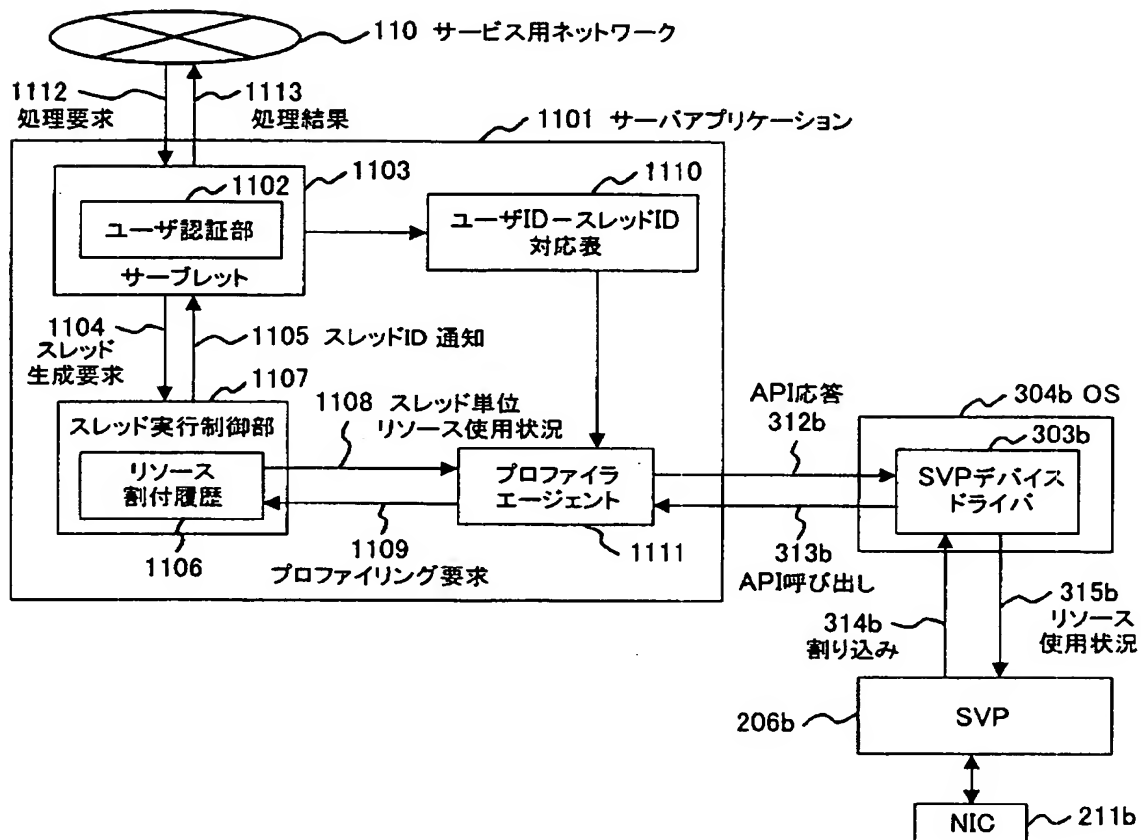 110 サービス用ネットワーク
1112
処理要求
1113
処理結果
1101 サーバアプリケーション
1103
1102
ユーザ認証部
サーブレット
1110
ユーザID－スレッドID
対応表
1104
スレッド
生成要求
1105 スレッドID 通知
1107
スレッド実行制御部
リソース
割付履歴
1106
1108 スレッド単位
リソース使用状況
1109
プロファイリング要求
プロファイラ
エージェント
1111
API応答
312b
313b
API呼び出し
304b OS
303b
SVPデバイス
ドライバ
314b
割り込み
315b
リソース
使用状況
206b
SVP
NIC
211b